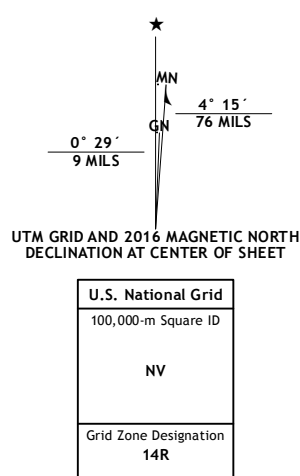 ★
MN
GN
4° 15´
76 MILS
0° 29´
9 MILS
UTM GRID AND 2016 MAGNETIC NORTH
DECLINATION AT CENTER OF SHEET
U.S. National Grid
100,000-m Square ID
NV
Grid Zone Designation
14R